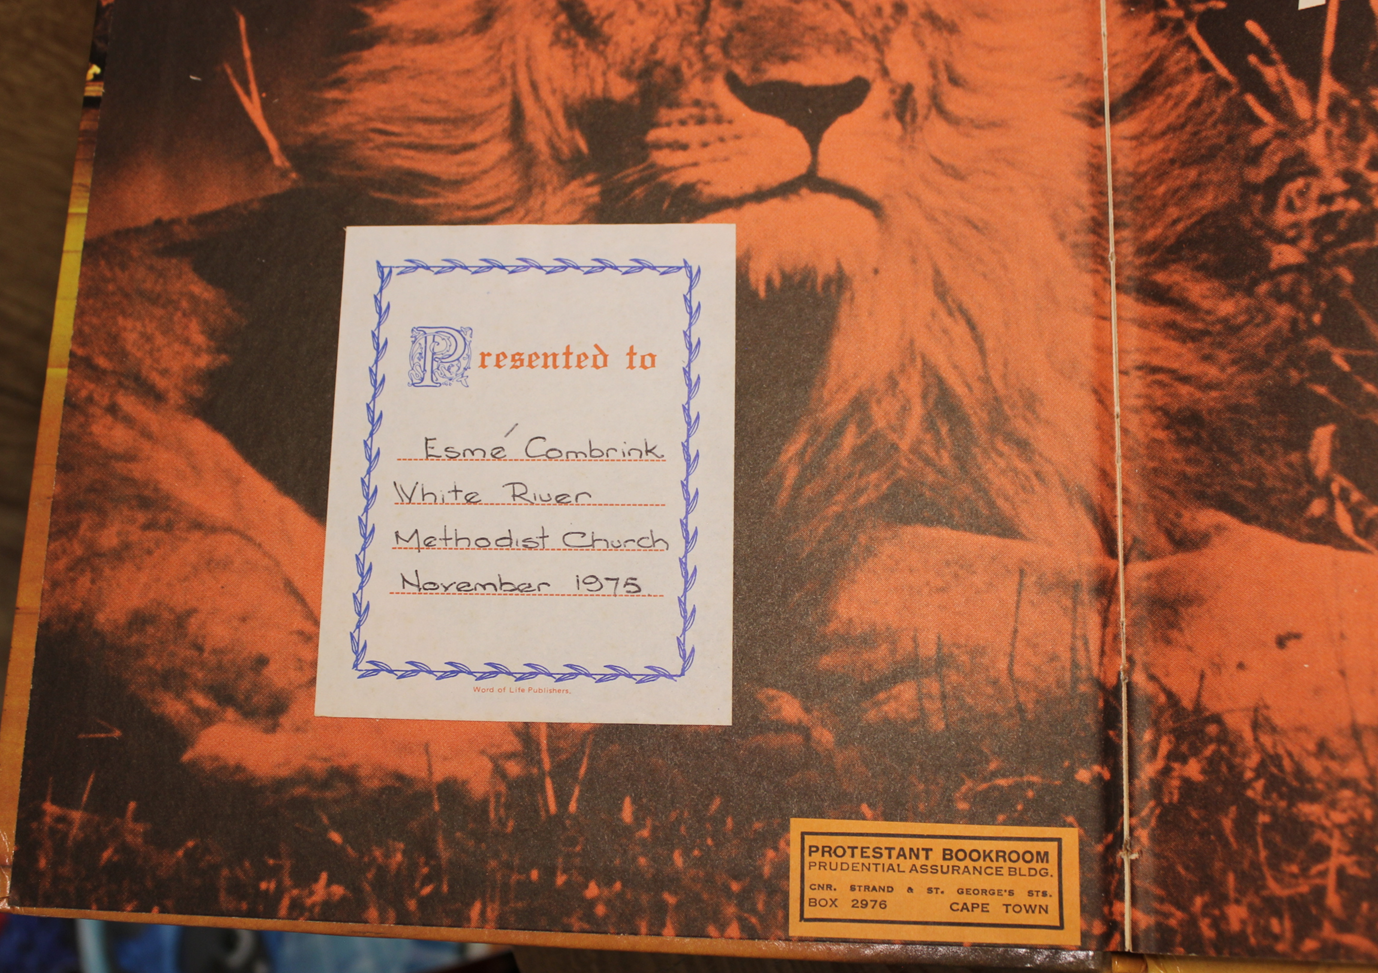 Presented to
Esmé Combrink
White River
Methodist Church
November 1975.
Word of Life Publishers.
PROTESTANT BOOKROOM
PRUDENTIAL ASSURANCE BLDG.
CNR. STRAND & ST. GEORGE'S STS.
BOX 2976 CAPE TOWN